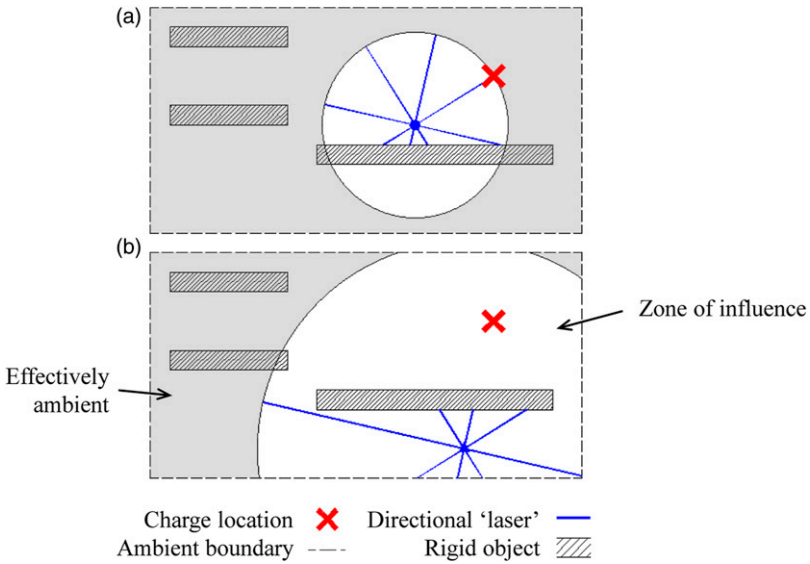 (a)
(b)
Zone of influence
Effectively
ambient
Charge location
Directional ‘laser’
Ambient boundary
Rigid object